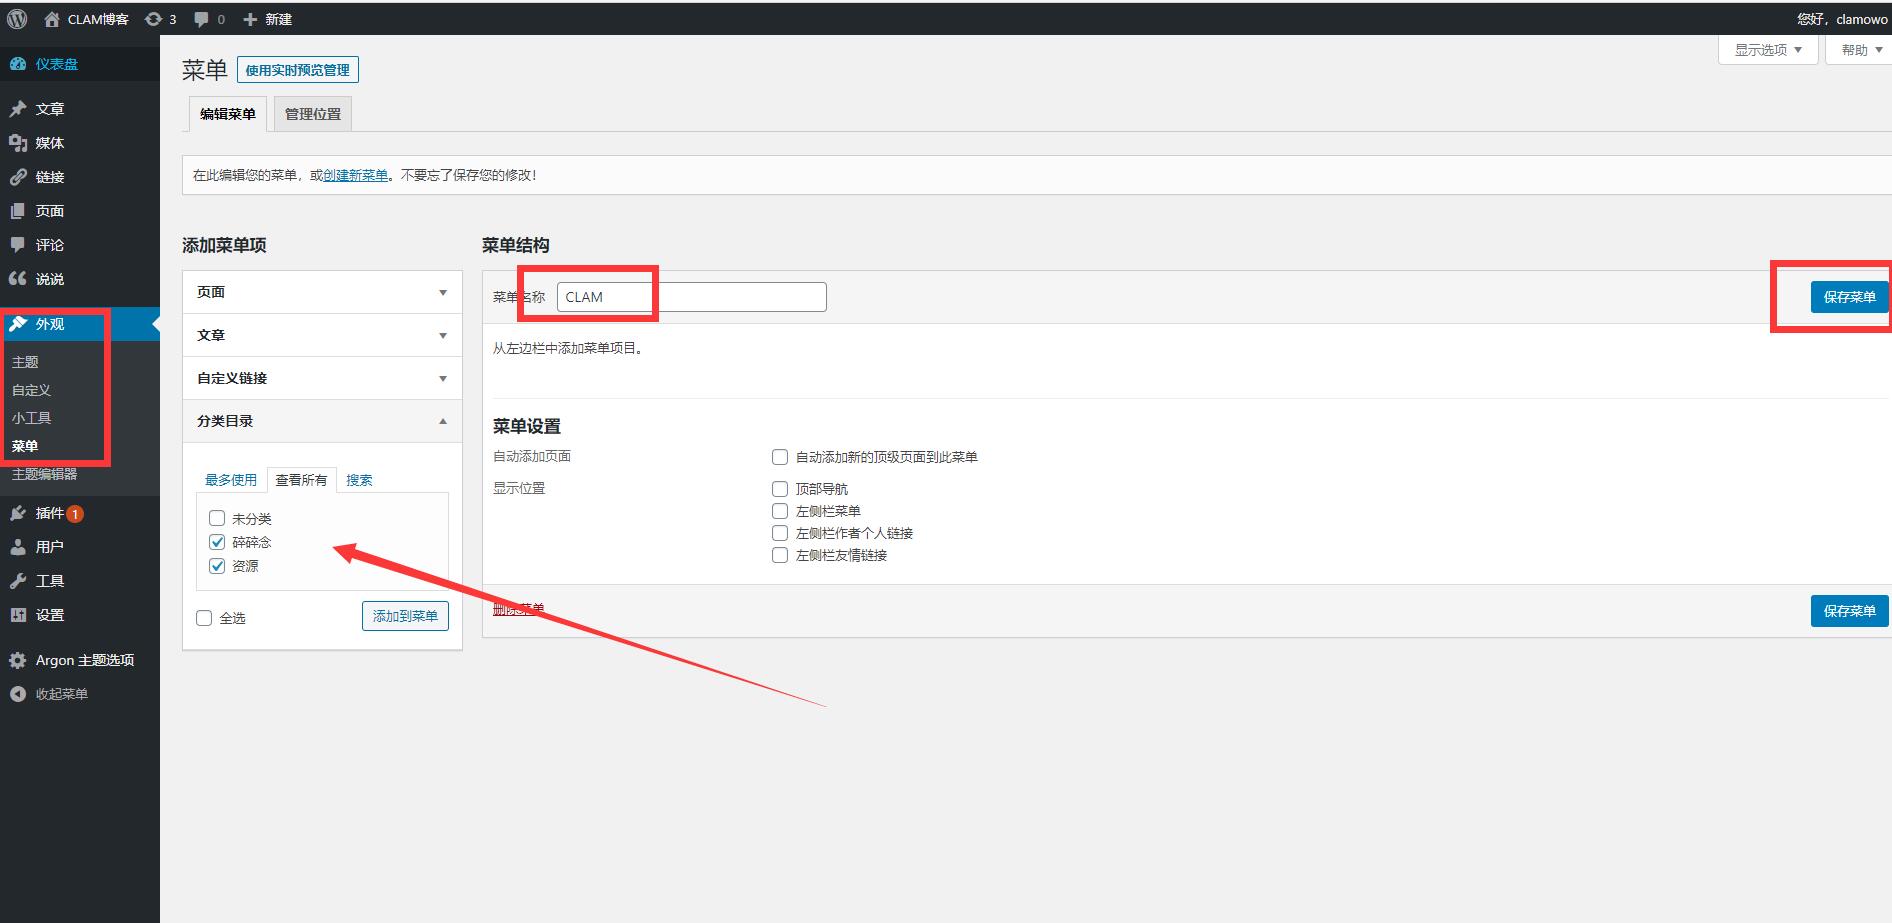 CLAM博客 3 0 新建 您好，clamowo
显示选项 帮助
仪表盘
文章
媒体
链接
页面
评论
说说
外观
主题
自定义
小工具
菜单
主题编辑器
插件 1
用户
工具
设置
Argon 主题选项
收起菜单
菜单 使用实时预览管理
编辑菜单 管理位置
在此编辑您的菜单，或创建新菜单。不要忘了保存您的修改！
添加菜单项
页面
文章
自定义链接
分类目录
最多使用 查看所有 搜索
未分类
碎碎念
资源
全选 添加到菜单
菜单结构
菜单名称 CLAM 保存菜单
从左边栏中添加菜单项目。
菜单设置
自动添加页面 自动添加新的顶级页面到此菜单
显示位置 顶部导航
左侧栏菜单
左侧栏作者个人链接
左侧栏友情链接
删除菜单 保存菜单